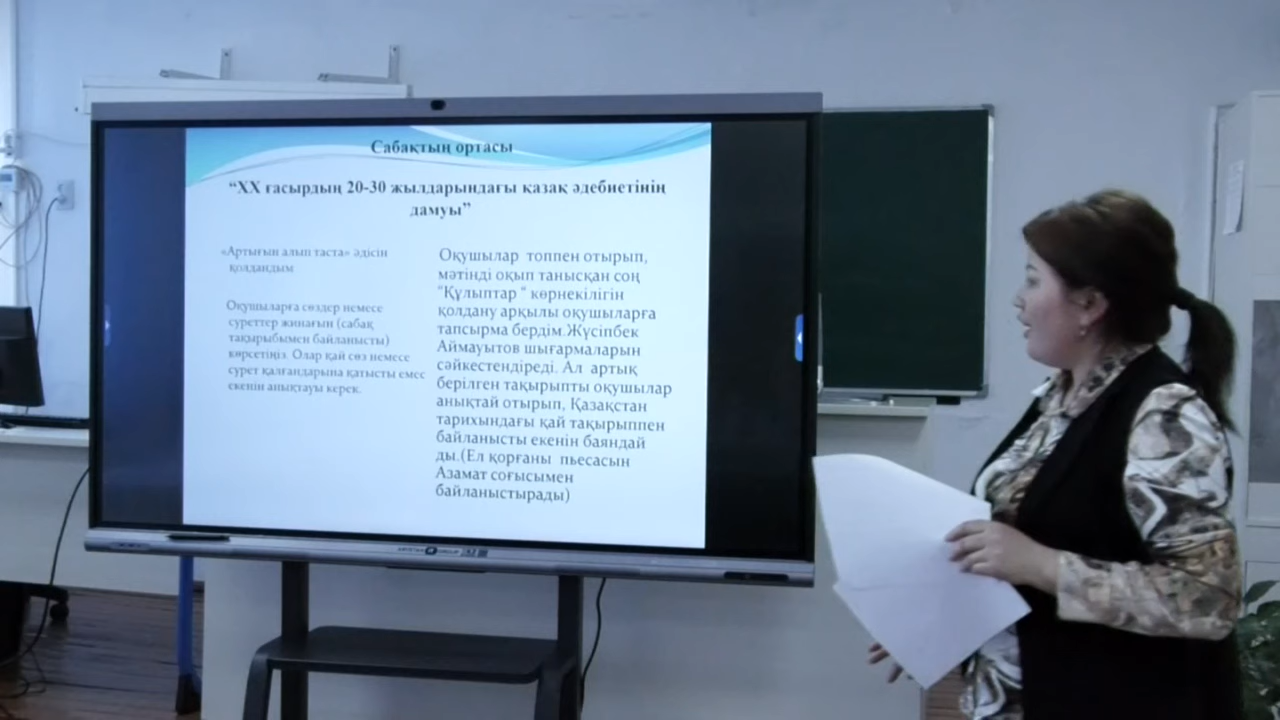 Сабақтың ортасы
“XX ғасырдың 20-30 жылдарындағы қазақ әдебиетінің
дамуы”
«Артығын алып таста» әдісін
қолдандым
Оқушыларға сөздер немесе
суреттер жинағын (сабақ
тақырыбымен байланысты)
көрсетіңіз. Олар қай сөз немесе
сурет қалғандарына қатысты емес
екенін анықтауы керек.
Оқушылар топпен отырып,
мәтінді оқып танысқан соң
“Құлыптар “ көрнекілігін
қолдану арқылы оқушыларға
тапсырма бердім.Жүсіпбек
Аймауытов шығармаларын
сәйкестендіреді. Ал артық
берілген тақырыпты оқушылар
анықтай отырып, Қазақстан
тарихындағы қай тақырыппен
байланысты екенін баяндай
ды.(Ел қорғаны пьесасын
Азамат соғысымен
байланыстырады)